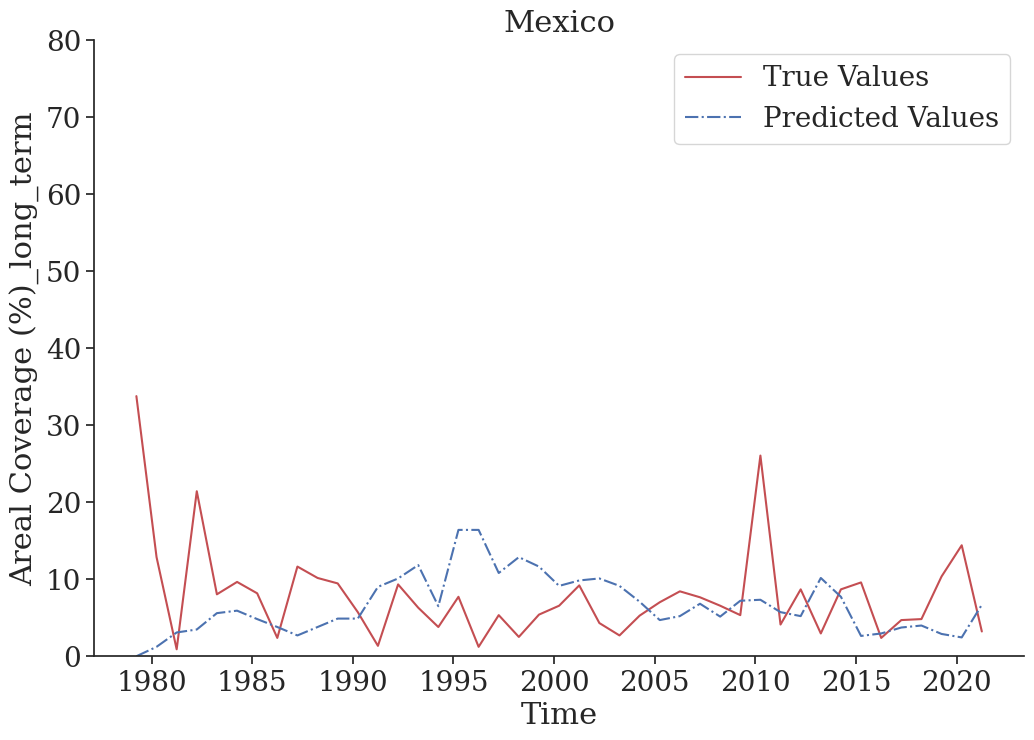 Mexico
True Values
Predicted Values
Areal Coverage (%)_long_term
80
70
60
50
40
30
20
10
0
1980 1985 1990 1995 2000 2005 2010 2015 2020
Time